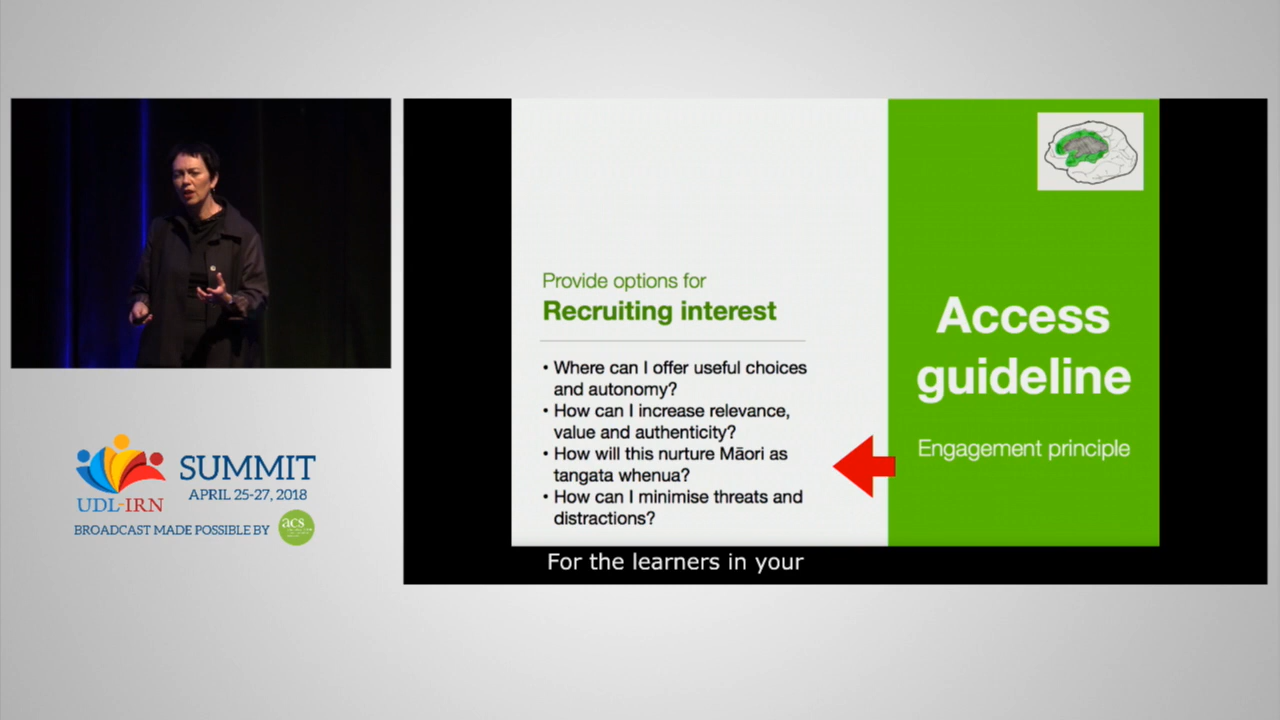 Provide options for
Recruiting interest
• Where can I offer useful choices
and autonomy?
• How can I increase relevance,
value and authenticity?
• How will this nurture Māori as
tangata whenua?
• How can I minimise threats and
distractions?
Access
guideline
Engagement principle
For the learners in your
SUMMIT
APRIL 25-27, 2018
UDL-IRN
BROADCAST MADE POSSIBLE BY
acs